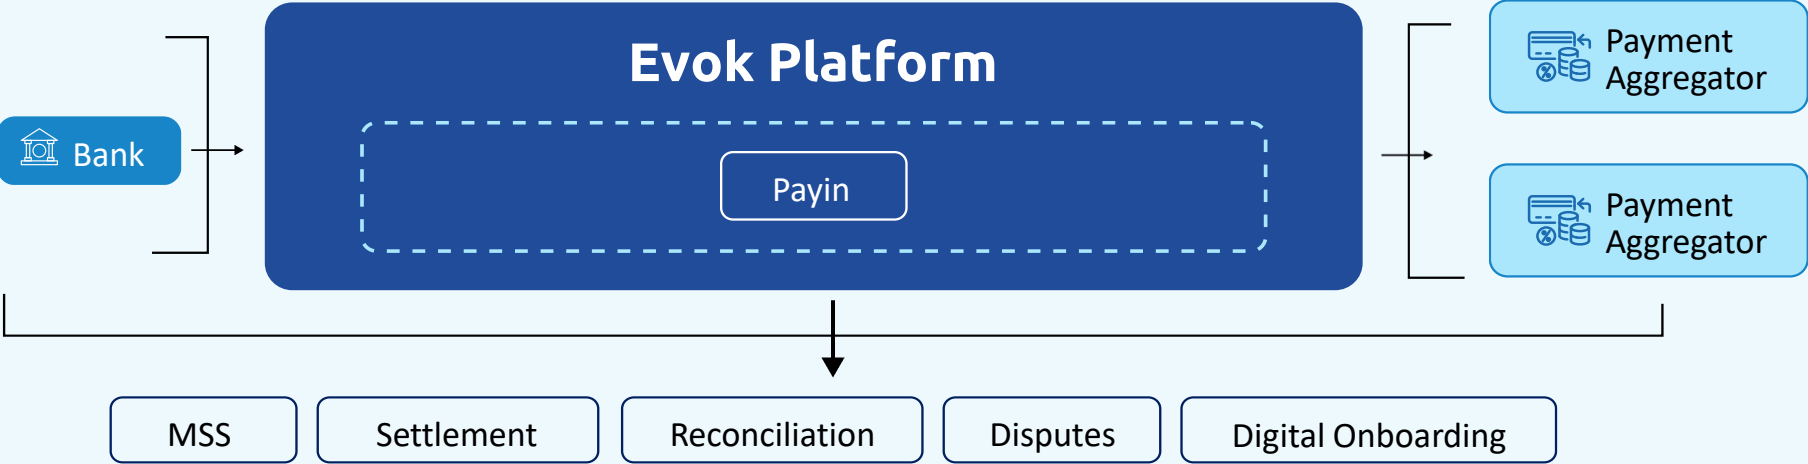 Evok Platform
Bank
Payin
Payment
Aggregator
Payment
Aggregator
MSS
Settlement
Reconciliation
Disputes
Digital Onboarding